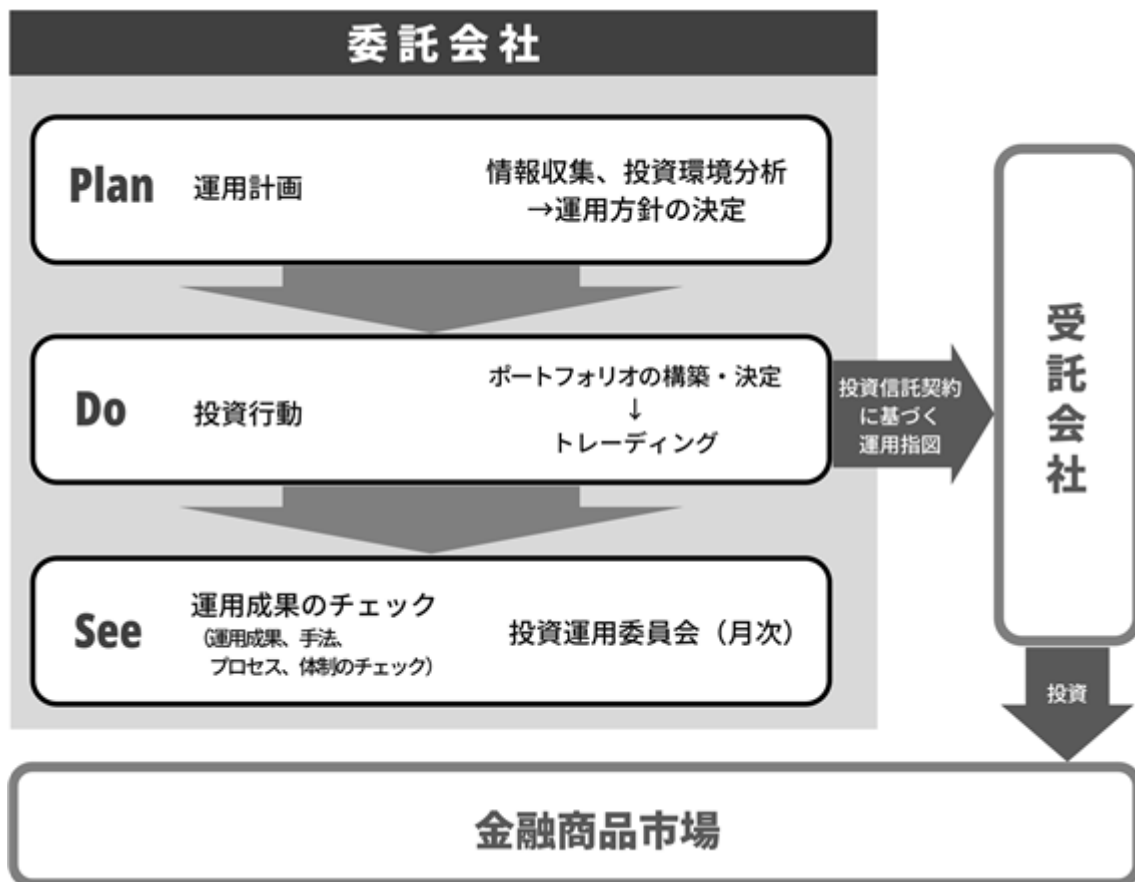 委託会社
Plan 運用計画
情報収集、投資環境分析
→運用方針の決定
Do 投資行動
ポートフォリオの構築・決定
↓
トレーディング
投資信託契約
に基づく
運用指図
受託会社
See 運用成果のチェック
(運用成果、手法、
プロセス、体制のチェック)
投資運用委員会（月次）
投資
金融商品市場